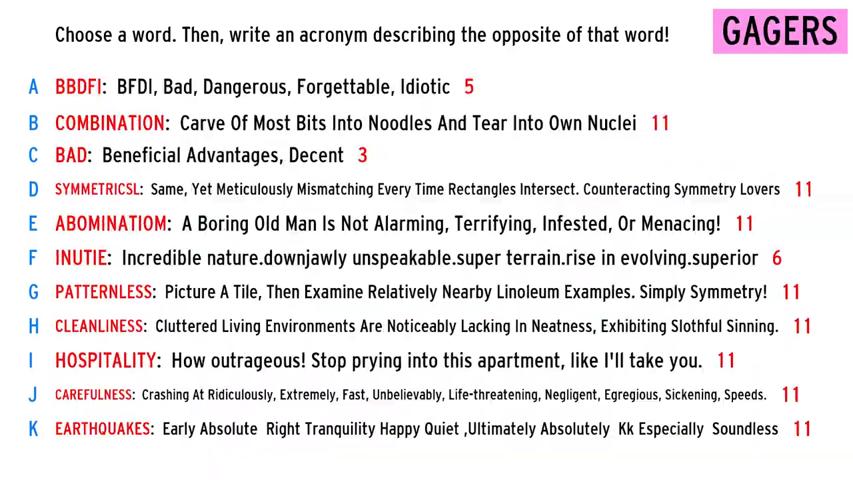 Choose a word. Then, write an acronym describing the opposite of that word!
GAGERS
A BBDFI: BFDI, Bad, Dangerous, Forgettable, Idiotic 5
B COMBINATION: Carve Of Most Bits Into Noodles And Tear Into Own Nuclei 11
C BAD: Beneficial Advantages, Decent 3
D SYMMETRICSL: Same, Yet Meticulously Mismatching Every Time Rectangles Intersect. Counteracting Symmetry Lovers 11
E ABOMINATIOM: A Boring Old Man Is Not Alarming, Terrifying, Infested, Or Menacing! 11
F INUTIE: Incredible nature.downjawly unspeakable.super terrain.rise in evolving.superior 6
G PATTERNLESS: Picture A Tile, Then Examine Relatively Nearby Linoleum Examples. Simply Symmetry! 11
H CLEANLINESS: Cluttered Living Environments Are Noticeably Lacking In Neatness, Exhibiting Slothful Sinning. 11
I HOSPITALITY: How outrageous! Stop prying into this apartment, like I'll take you. 11
J CAREFULNESS: Crashing At Ridiculously, Extremely, Fast, Unbelievably, Life-threatening, Negligent, Egregious, Sickening, Speeds. 11
K EARTHQUAKES: Early Absolute Right Tranquility Happy Quiet ,Ultimately Absolutely Kk Especially Soundless 11